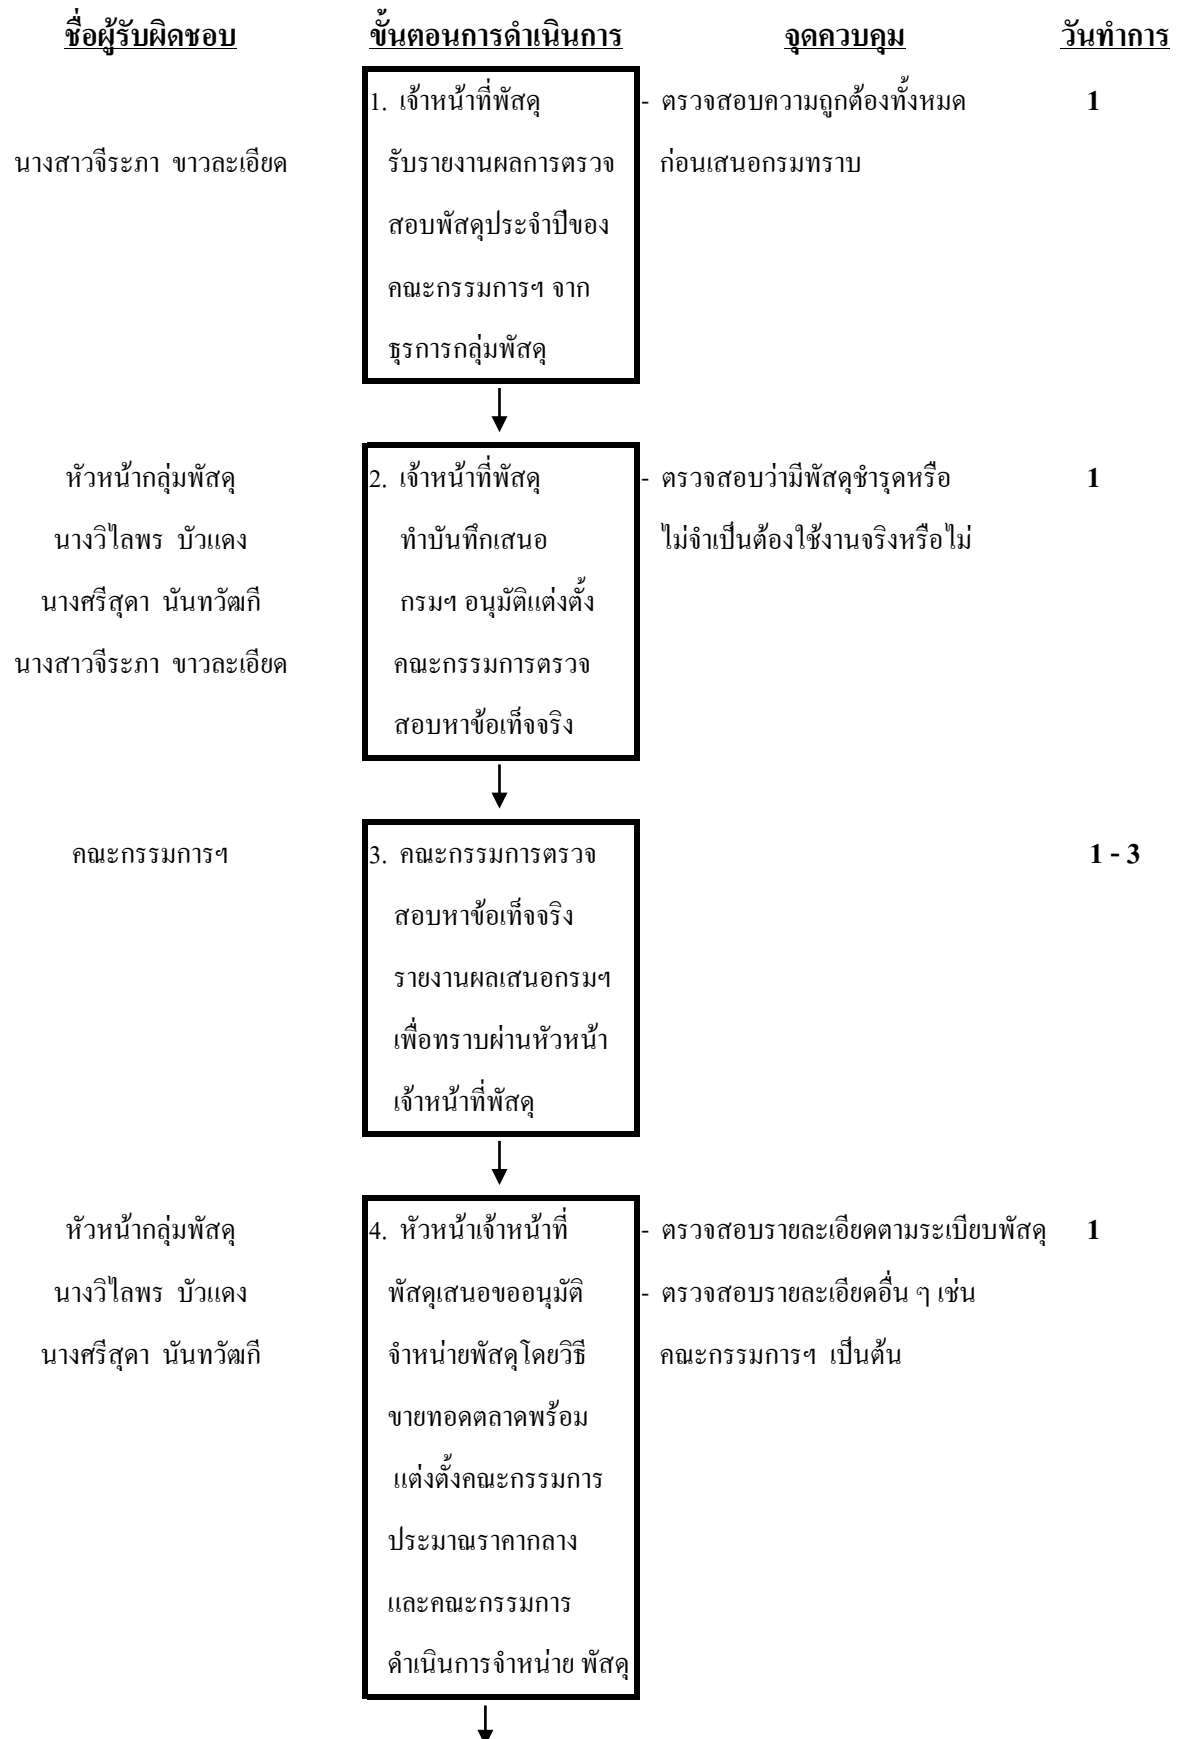 ชื่อผู้รับผิดชอบ ขั้นตอนการดำเนินการ จุดควบคุม วันทำการ
1. เจ้าหน้าที่พัสดุ - ตรวจสอบความถูกต้องทั้งหมด 1
นางสาวจีระภา ขาวละเอียด รับรายงานผลการตรวจ ก่อนเสนอกรมทราบ
สอบพัสดุประจำปีของ
คณะกรรมการฯ จาก
ธุรการกลุ่มพัสดุ
หัวหน้ากลุ่มพัสดุ 2. เจ้าหน้าที่พัสดุ - ตรวจสอบว่ามีพัสดุชำรุดหรือ 1
นางวิไลพร บัวแดง ทำบันทึกเสนอ ไม่จำเป็นต้องใช้งานจริงหรือไม่
นางศรีสุดา นันทวัฒกี กรมฯ อนุมัติแต่งตั้ง
นางสาวจีระภา ขาวละเอียด คณะกรรมการตรวจ
สอบหาข้อเท็จจริง
คณะกรรมการฯ 3. คณะกรรมการตรวจ 1 - 3
สอบหาข้อเท็จจริง
รายงานผลเสนอกรมฯ
เพื่อทราบผ่านหัวหน้า
เจ้าหน้าที่พัสดุ
หัวหน้ากลุ่มพัสดุ 4. หัวหน้าเจ้าหน้าที่ - ตรวจสอบรายละเอียดตามระเบียบพัสดุ 1
นางวิไลพร บัวแดง พัสดุเสนอขออนุมัติ - ตรวจสอบรายละเอียดอื่น ๆ เช่น
นางศรีสุดา นันทวัฒกี จำหน่ายพัสดุโดยวิธี คณะกรรมการฯ เป็นต้น
ขายทอดตลาดพร้อม
แต่งตั้งคณะกรรมการ
ประมาณราคากลาง
และคณะกรรมการ
ดำเนินการจำหน่าย พัสดุ